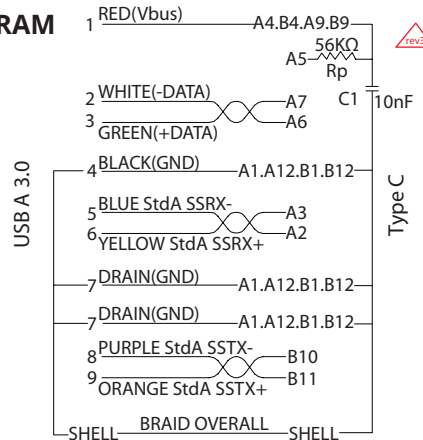 RAM
1 RED(Vbus) A4.B4.A9.B9
rev3
56KΩ
A5
Rp
C1 10nF
2 WHITE(-DATA) A7
3 GREEN(+DATA) A6
4 BLACK(GND) A1.A12.B1.B12
USB A 3.0
Type C
5 BLUE StdA SSRX- A3
6 YELLOW StdA SSRX+ A2
7 DRAIN(GND) A1.A12.B1.B12
7 DRAIN(GND) A1.A12.B1.B12
8 PURPLE StdA SSTX- B10
9 ORANGE StdA SSTX+ B11
SHELL BRAID OVERALL SHELL